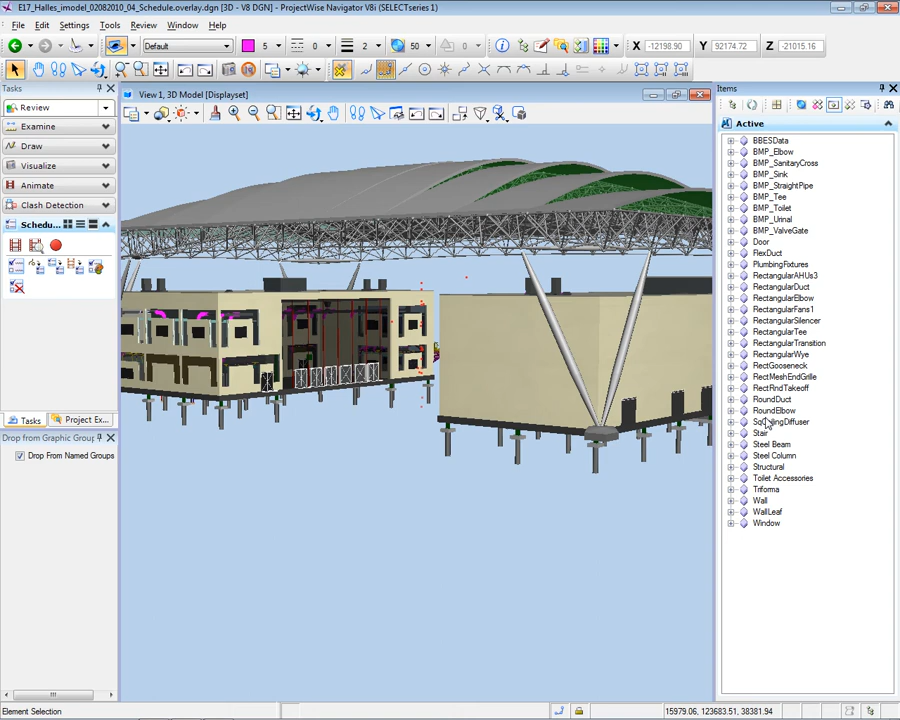 E17_Halles_imodel_02082010_04_Schedule.overlay.dgn [3D - V8 DGN] - ProjectWise Navigator V8i (SELECTseries 1)
File Edit Settings Tools Review Window Help
Default 5 0 2 50 0 X -12198.90 Y 92174.72 Z -21015.16
Tasks
Review
Examine
Draw
Visualize
Animate
Clash Detection
Schedu...
Tasks Project Ex...
Drop from Graphic Group
Drop From Named Groups
View 1, 3D Model [Displayset]
Items
Active
BBESData
BMP_Elbow
BMP_SanitaryCross
BMP_Sink
BMP_StraightPipe
BMP_Tee
BMP_Toilet
BMP_Urinal
BMP_ValveGate
Door
FlexDuct
PlumbingFixtures
RectangularAHUs3
RectangularDuct
RectangularElbow
RectangularFans1
RectangularSilencer
RectangularTee
RectangularTransition
RectangularWye
RectGooseneck
RectMeshEndGrille
RectRndTakeoff
RoundDuct
RoundElbow
SqCeilingDiffuser
Stair
Steel Beam
Steel Column
Structural
Toilet Accessories
Triforma
Wall
WallLeaf
Window
Element Selection 15979.06, 123683.51, 38381.94